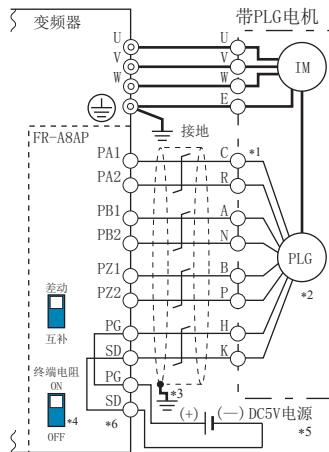 变频器
带PLG电机
U
U
V
V
W
W
IM
E
接地
FR-A8AP
PA1
C
*1
PA2
R
PB1
A
PB2
N
PLG
PZ1
B
*2
PZ2
P
差动
互补
PG
H
SD
K
终端电阻
PG
ON
*3
*4
SD
(+)
(—)
DC5V电源
OFF
*6
*5